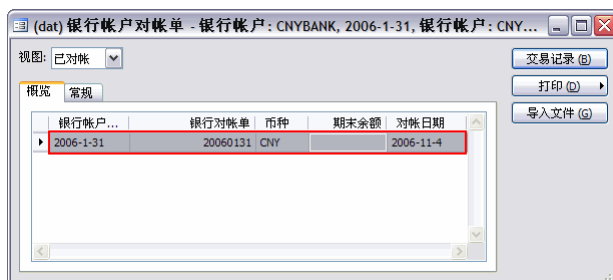 (dat) 银行帐户对帐单 - 银行帐户: CNYBANK, 2006-1-31, 银行帐户: CNY...
视图: 已对帐
交易记录 (B)
打印 (D)
导入文件 (G)
概览 常规
银行帐户... 银行对帐单 币种 期末余额 对帐日期
2006-1-31 20060131 CNY 2006-11-4